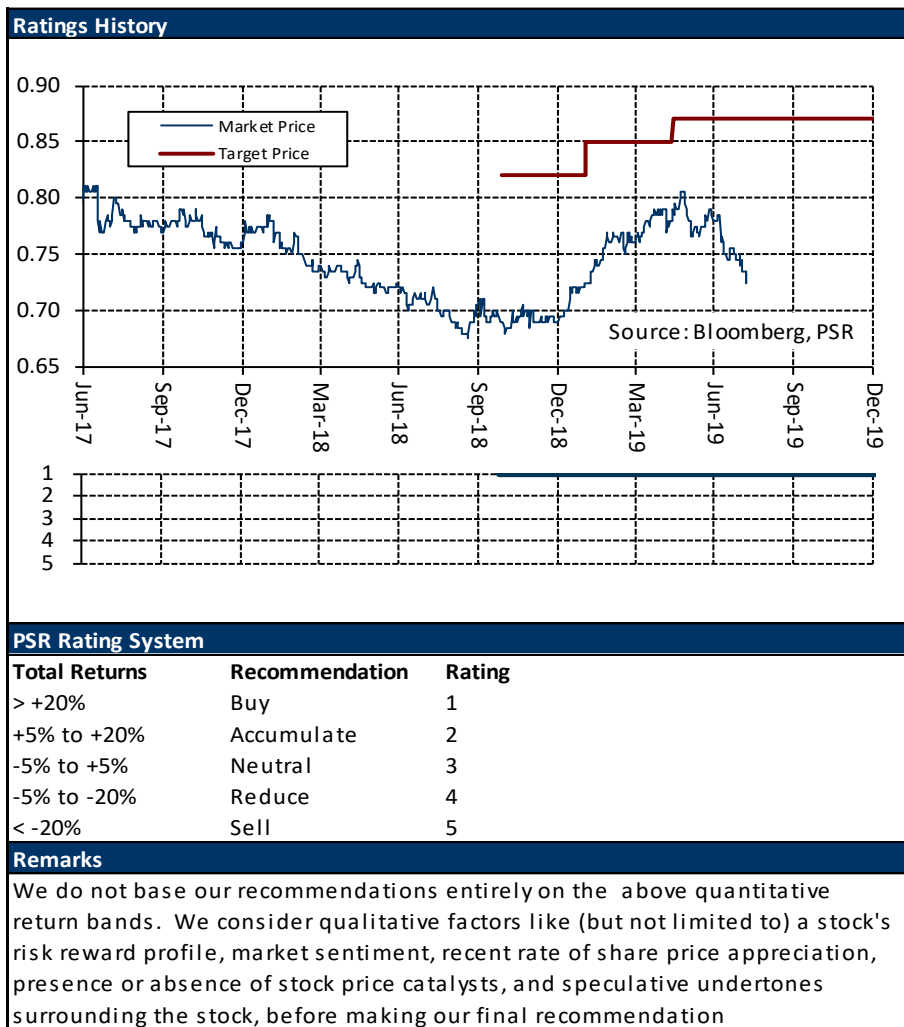 Ratings History
0.90
0.85
0.80
0.75
0.70
0.65
Market Price
Target Price
Source: Bloomberg, PSR
Jun-17
Sep-17
Dec-17
Mar-18
Jun-18
Sep-18
Dec-18
Mar-19
Jun-19
Sep-19
Dec-19
1
2
3
4
5
PSR Rating System
Total Returns Recommendation Rating
> +20% Buy 1
+5% to +20% Accumulate 2
-5% to +5% Neutral 3
-5% to -20% Reduce 4
< -20% Sell 5
Remarks
We do not base our recommendations entirely on the above quantitative
return bands. We consider qualitative factors like (but not limited to) a stock's
risk reward profile, market sentiment, recent rate of share price appreciation,
presence or absence of stock price catalysts, and speculative undertones
surrounding the stock, before making our final recommendation